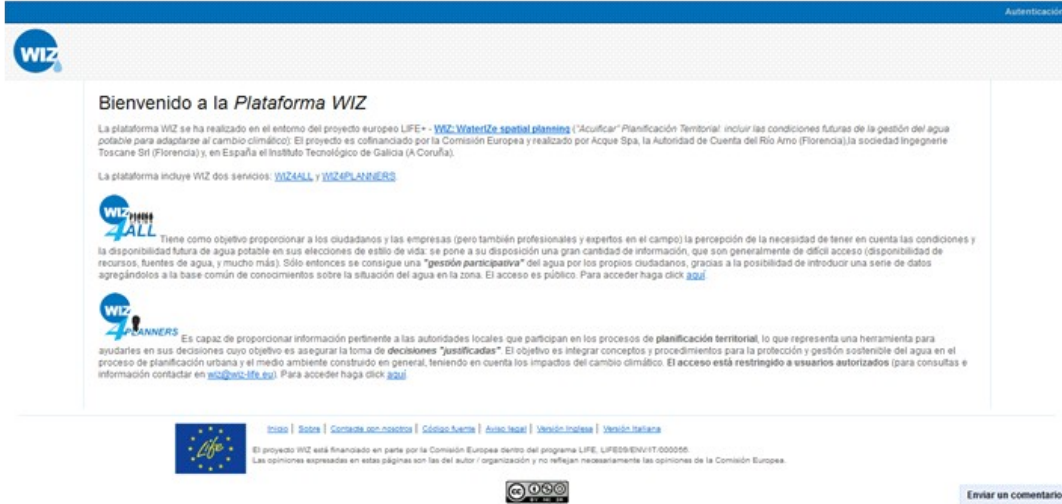 Autenticación
WIZ
Bienvenido a la Plataforma WIZ
La plataforma WIZ se ha realizado en el entorno del proyecto europeo LIFE+ - WIZ: WaterIZe spatial planning ("Acuificar" Planificación Territorial: incluir las condiciones futuras de la gestión del agua
potable para adaptarse al cambio climático): El proyecto es cofinanciado por la Comisión Europea y realizado por Acque Spa, la Autoridad de Cuenta del Río Arno (Florencia),la sociedad Ingegnerie
Toscane Srl (Florencia) y, en España el Instituto Tecnológico de Galicia (A Coruña).
La plataforma incluye WIZ dos servicios: WIZ4ALL y WIZ4PLANNERS.
WIZ
4ALL Tiene como objetivo proporcionar a los ciudadanos y las empresas (pero también profesionales y expertos en el campo) la percepción de la necesidad de tener en cuenta las condiciones y
la disponibilidad futura de agua potable en sus elecciones de estilo de vida: se pone a su disposición una gran cantidad de información, que son generalmente de difícil acceso (disponibilidad de
recursos, fuentes de agua, y mucho más). Sólo entonces se consigue una "gestión participativa" del agua por los propios ciudadanos, gracias a la posibilidad de introducir una serie de datos
agregándolos a la base común de conocimientos sobre la situación del agua en la zona. El acceso es público. Para acceder haga click aquí.
WIZ
4PLANNERS Es capaz de proporcionar información pertinente a las autoridades locales que participan en los procesos de planificación territorial, lo que representa una herramienta para
ayudarles en sus decisiones cuyo objetivo es asegurar la toma de decisiones "justificadas". El objetivo es integrar conceptos y procedimientos para la protección y gestión sostenible del agua en el
proceso de planificación urbana y el medio ambiente construido en general, teniendo en cuenta los impactos del cambio climático. El acceso está restringido a usuarios autorizados (para consultas e
información contactar en wiz@wiz-life.eu). Para acceder haga click aquí.
Inicio | Sobre | Contacta con nosotros | Código fuente | Aviso legal | Versión Inglesa | Versión Italiana
Life
El proyecto WIZ está financiado en parte por la Comisión Europea dentro del programa LIFE, LIFE09/ENV/IT/000056.
Las opiniones expresadas en estas páginas son las del autor / organización y no reflejan necesariamente las opiniones de la Comisión Europea.
cc BY NC SA
Enviar un comentario